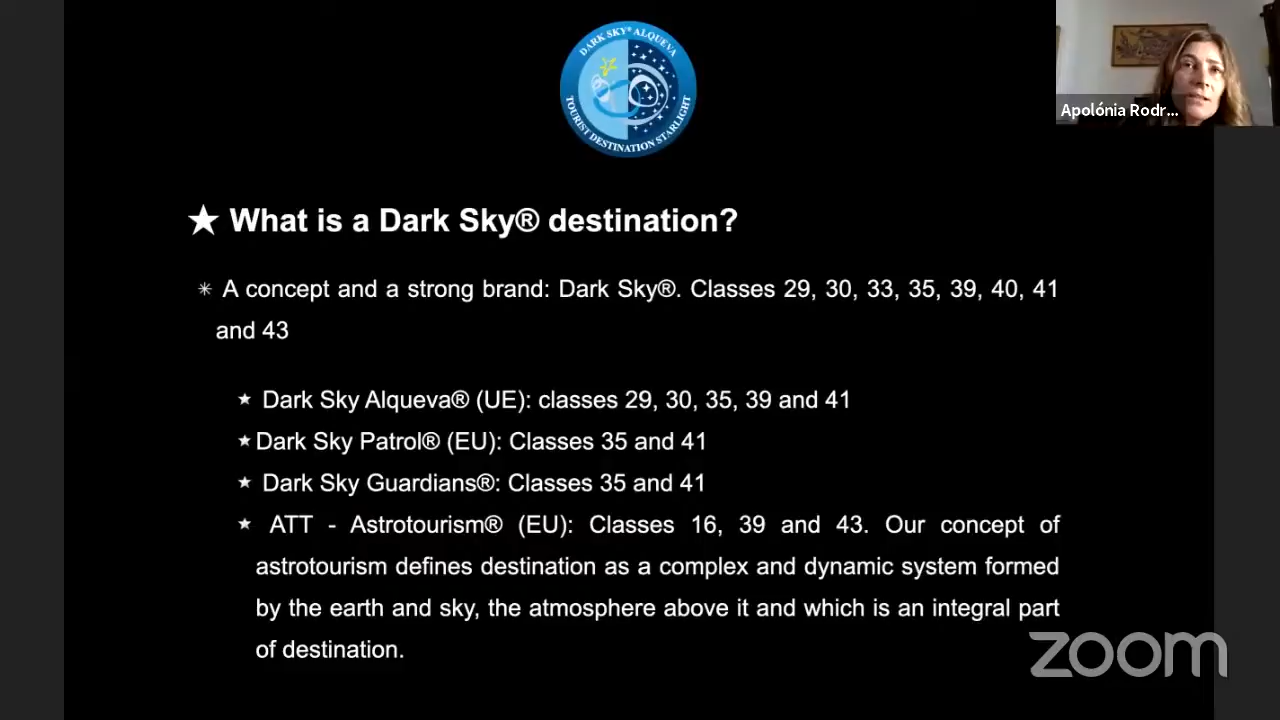 DARK SKY® ALQUEVA
TOURIST DESTINATION STARLIGHT
Apolónia Rodr...
★ What is a Dark Sky® destination?
✳ A concept and a strong brand: Dark Sky®. Classes 29, 30, 33, 35, 39, 40, 41
and 43
★ Dark Sky Alqueva® (UE): classes 29, 30, 35, 39 and 41
★ Dark Sky Patrol® (EU): Classes 35 and 41
★ Dark Sky Guardians®: Classes 35 and 41
★ ATT - Astrotourism® (EU): Classes 16, 39 and 43. Our concept of
astrotourism defines destination as a complex and dynamic system formed
by the earth and sky, the atmosphere above it and which is an integral part
of destination.
zoom